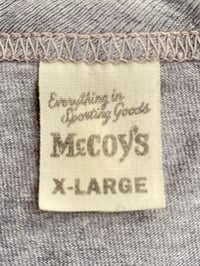 Everything in
Sporting Goods
McCOY'S
X-LARGE